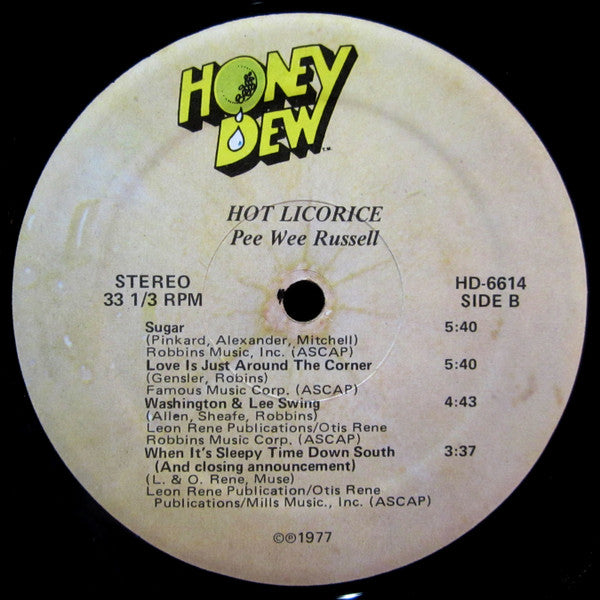 HONEY
DEW
T.M.
HOT LICORICE
Pee Wee Russell
STEREO
33 1/3 RPM
HD-6614
SIDE B
Sugar 5:40
(Pinkard, Alexander, Mitchell)
Robbins Music, Inc. (ASCAP)
Love Is Just Around The Corner 5:40
(Gensler, Robins)
Famous Music Corp. (ASCAP)
Washington & Lee Swing 4:43
(Allen, Sheafe, Robbins)
Leon Rene Publications/Otis Rene
Robbins Music Corp. (ASCAP)
When It's Sleepy Time Down South 3:37
(And closing announcement)
(L. & O. Rene, Muse)
Leon Rene Publication/Otis Rene
Publications/Mills Music., Inc. (ASCAP)
©℗1977